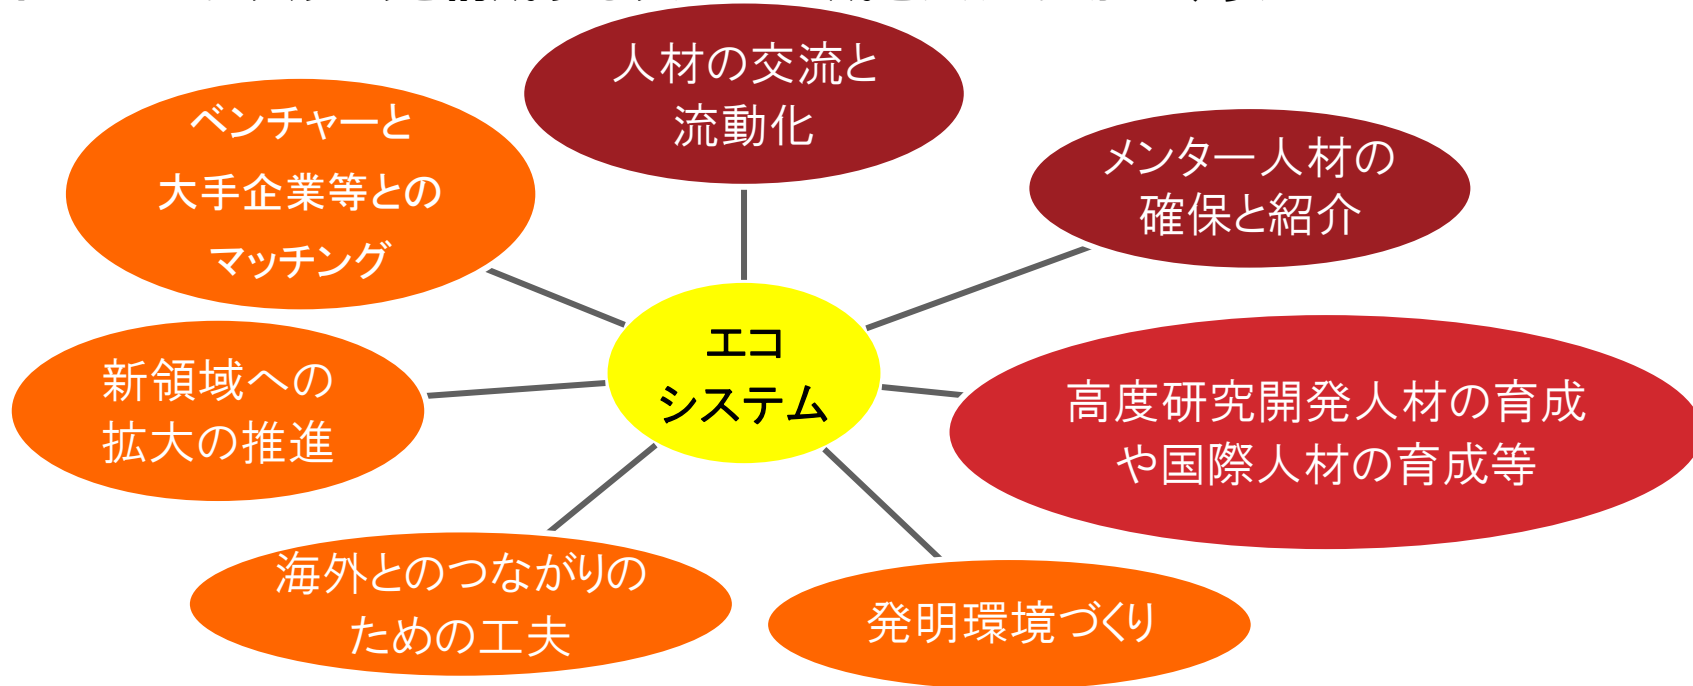 人材の交流と
流動化
メンター人材の
確保と紹介
高度研究開発人材の育成
や国際人材の育成等
発明環境づくり
海外とのつながりの
ための工夫
新領域への
拡大の推進
ベンチャーと
大手企業等との
マッチング
エコ
システム